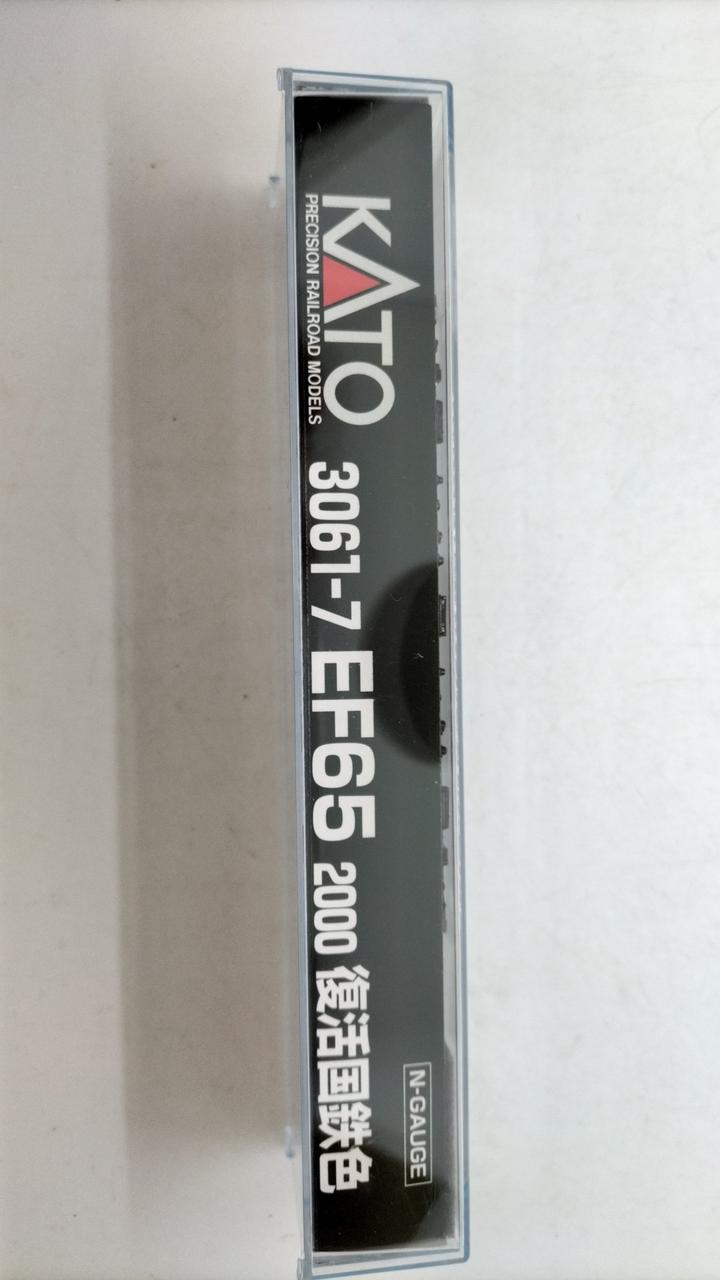 KATO
PRECISION RAILROAD MODELS
3061-7 EF65 2000 復活国鉄色
N-GAUGE